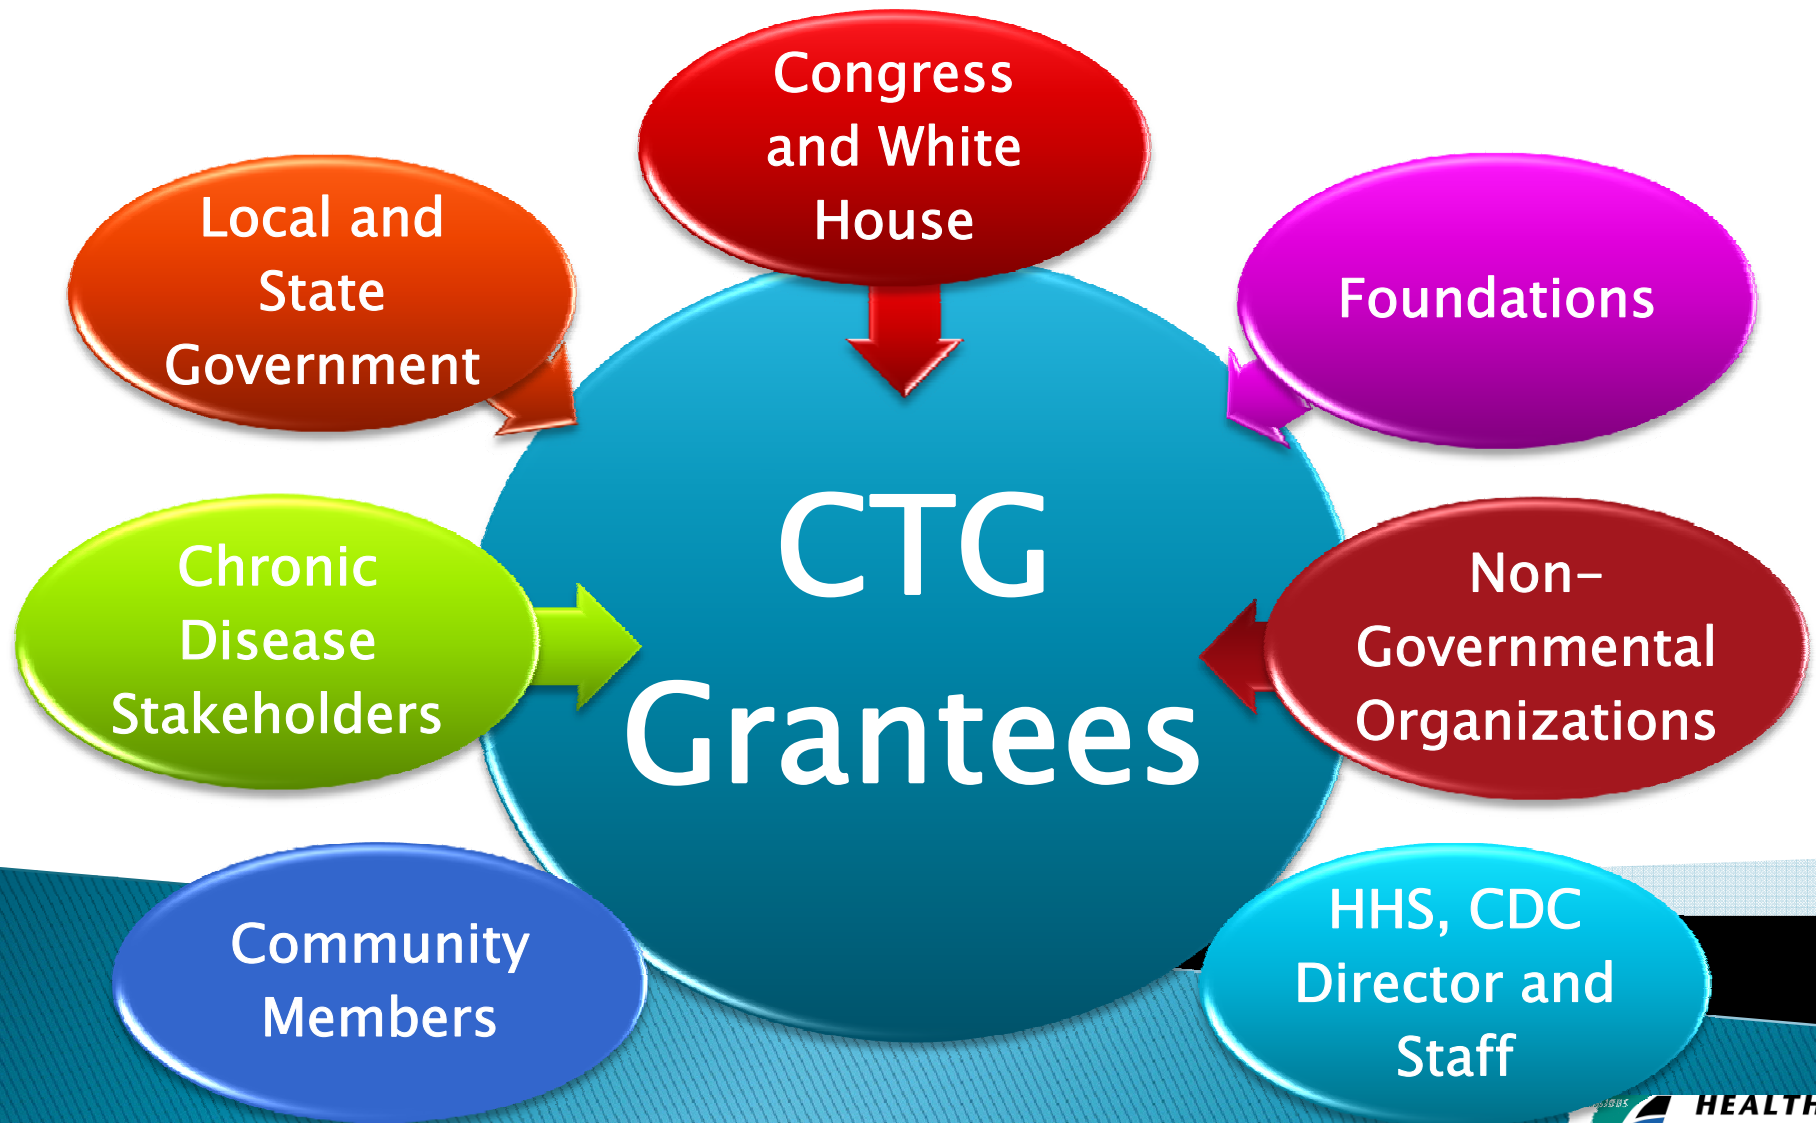 Congress
and White
House
Local and
State
Government
Foundations
Chronic
Disease
Stakeholders
CTG
Grantees
Non-
Governmental
Organizations
Community
Members
HHS, CDC
Director and
Staff
HEALTH